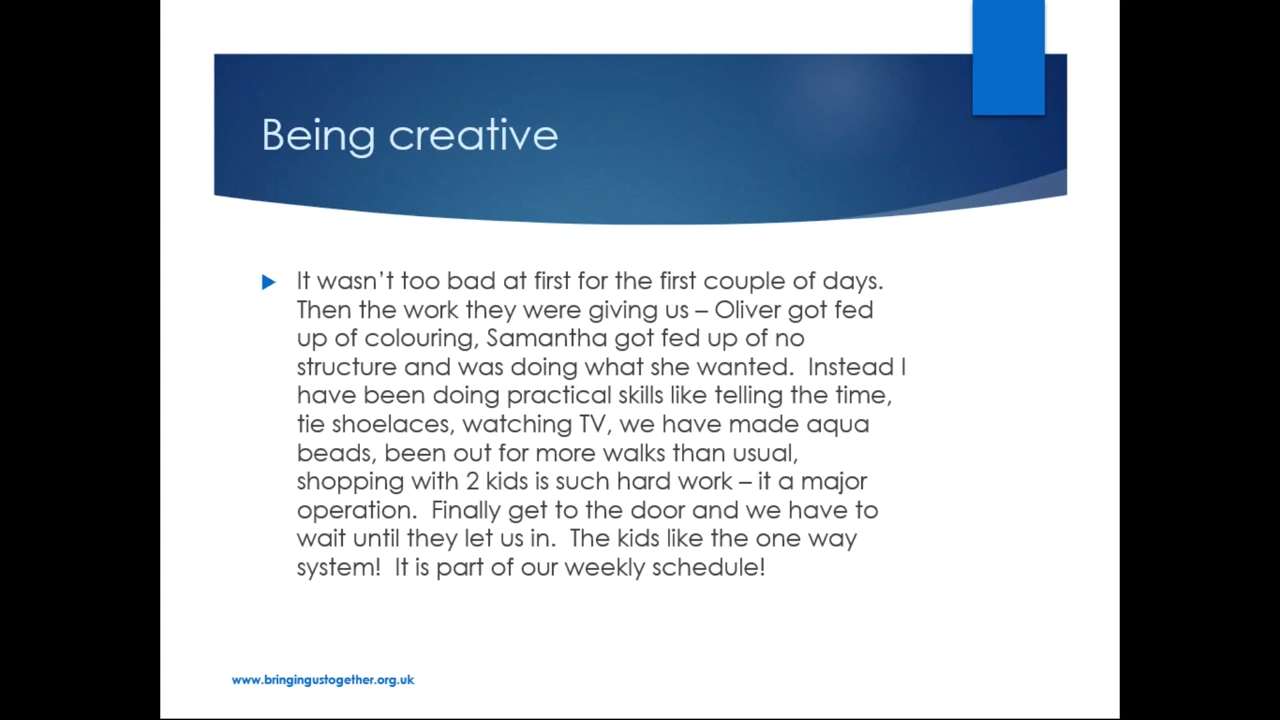 Being creative
It wasn’t too bad at first for the first couple of days.
Then the work they were giving us – Oliver got fed
up of colouring, Samantha got fed up of no
structure and was doing what she wanted.  Instead I
have been doing practical skills like telling the time,
tie shoelaces, watching TV, we have made aqua
beads, been out for more walks than usual,
shopping with 2 kids is such hard work – it a major
operation.  Finally get to the door and we have to
wait until they let us in.  The kids like the one way
system!  It is part of our weekly schedule!
www.bringingustogether.org.uk